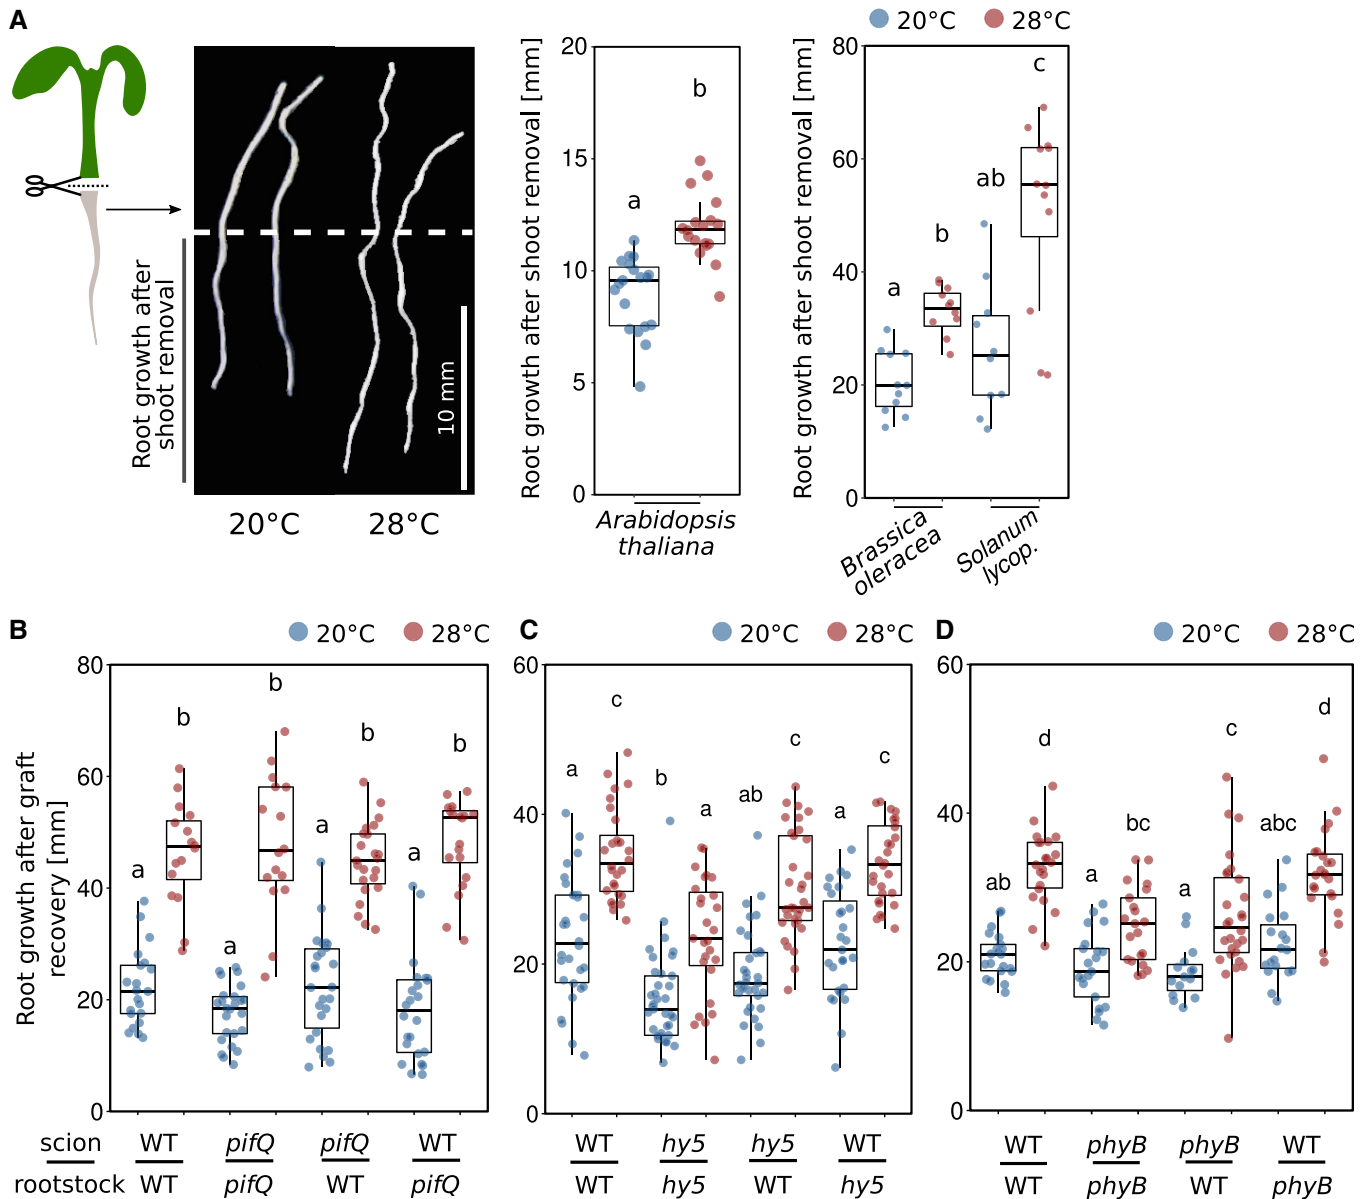 A
20°C
28°C
Root growth after
shoot removal
10 mm
20°C
28°C
Root growth after shoot removal [mm]
20
15
10
5
0
a
b
Arabidopsis
thaliana
Root growth after shoot removal [mm]
80
60
40
20
0
a
b
ab
c
Brassica
oleracea
Solanum
lycop.
B
20°C
28°C
Root growth after graft
recovery [mm]
80
60
40
20
0
a
b
a
b
a
b
a
b
scion
rootstock
WT
WT
pifQ
pifQ
pifQ
WT
WT
pifQ
C
20°C
28°C
60
40
20
0
a
c
b
a
ab
c
a
c
WT
WT
hy5
hy5
hy5
WT
WT
hy5
D
20°C
28°C
60
40
20
0
ab
d
a
bc
a
c
abc
d
WT
WT
phyB
phyB
phyB
WT
WT
phyB